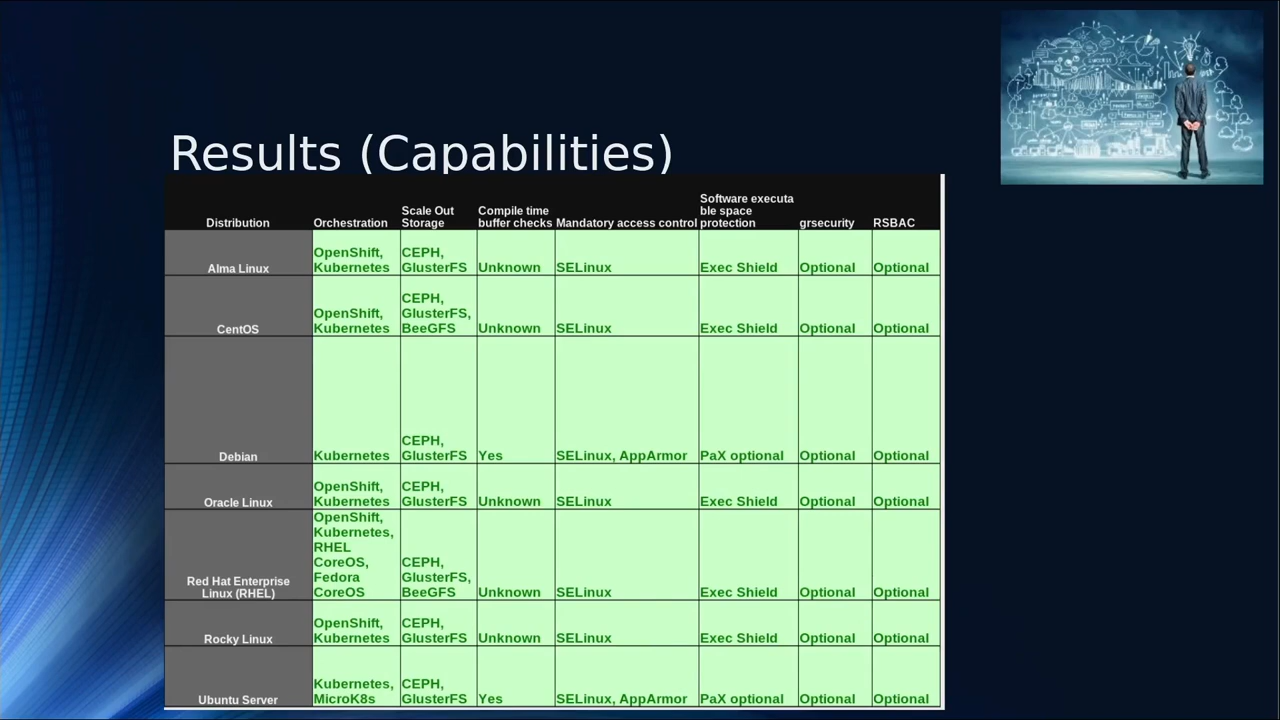 Results (Capabilities)
Distribution Orchestration Scale Out Storage Compile time buffer checks Mandatory access control Software executa ble space protection grsecurity RSBAC
Alma Linux OpenShift, Kubernetes CEPH, GlusterFS Unknown SELinux Exec Shield Optional Optional
CentOS OpenShift, Kubernetes CEPH, GlusterFS, BeeGFS Unknown SELinux Exec Shield Optional Optional
Debian Kubernetes CEPH, GlusterFS Yes SELinux, AppArmor PaX optional Optional Optional
Oracle Linux OpenShift, Kubernetes CEPH, GlusterFS Unknown SELinux Exec Shield Optional Optional
Red Hat Enterprise Linux (RHEL) OpenShift, Kubernetes, RHEL CoreOS, Fedora CoreOS CEPH, GlusterFS, BeeGFS Unknown SELinux Exec Shield Optional Optional
Rocky Linux OpenShift, Kubernetes CEPH, GlusterFS Unknown SELinux Exec Shield Optional Optional
Ubuntu Server Kubernetes, MicroK8s CEPH, GlusterFS Yes SELinux, AppArmor PaX optional Optional Optional